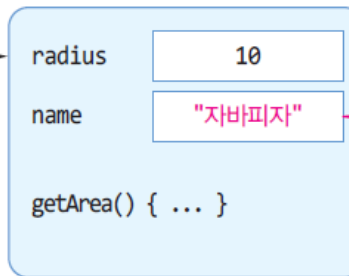 radius 10
name "자바피자"
getArea() { ... }